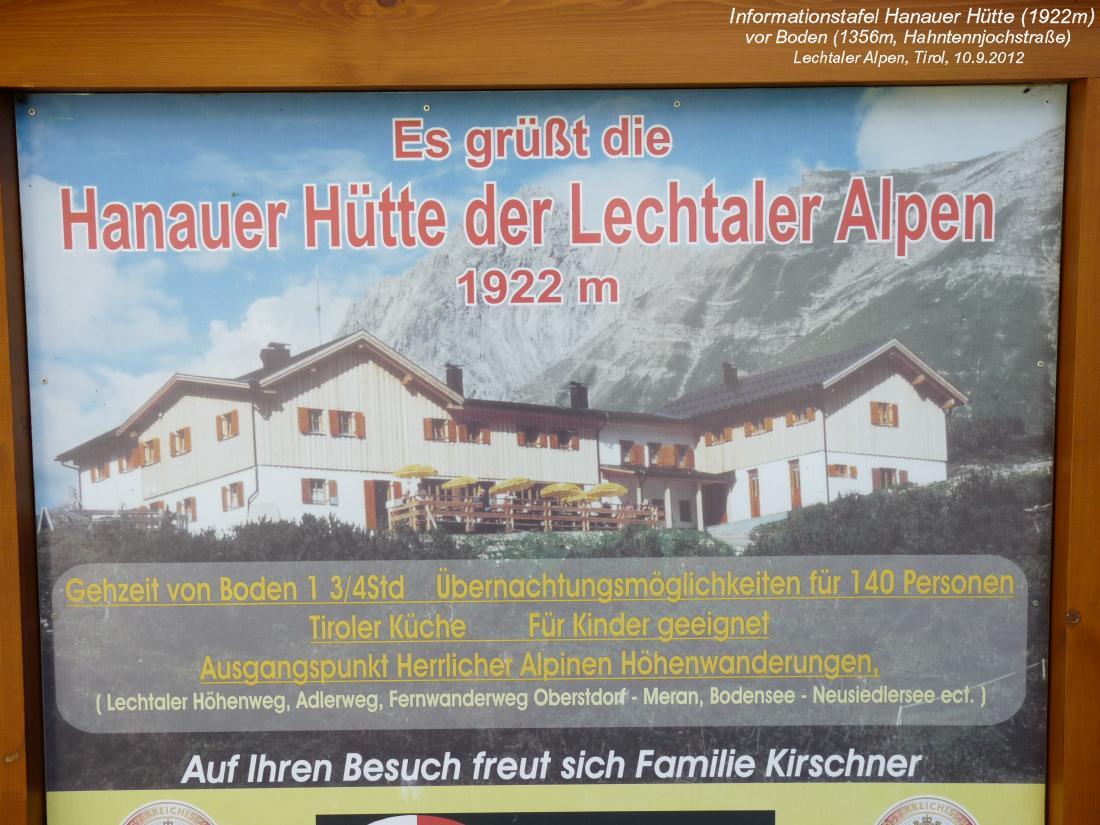 Informationstafel Hanauer Hütte (1922m)
vor Boden (1356m, Hahntennjochstraße)
Lechtaler Alpen, Tirol, 10.9.2012
Es grüßt die
Hanauer Hütte der Lechtaler Alpen
1922 m
Gehzeit von Boden 1 3/4Std Übernachtungsmöglichkeiten für 140 Personen
Tiroler Küche Für Kinder geeignet
Ausgangspunkt Herrlicher Alpinen Höhenwanderungen,
( Lechtaler Höhenweg, Adlerweg, Fernwanderweg Oberstdorf - Meran, Bodensee - Neusiedlersee ect. )
Auf Ihren Besuch freut sich Familie Kirschner